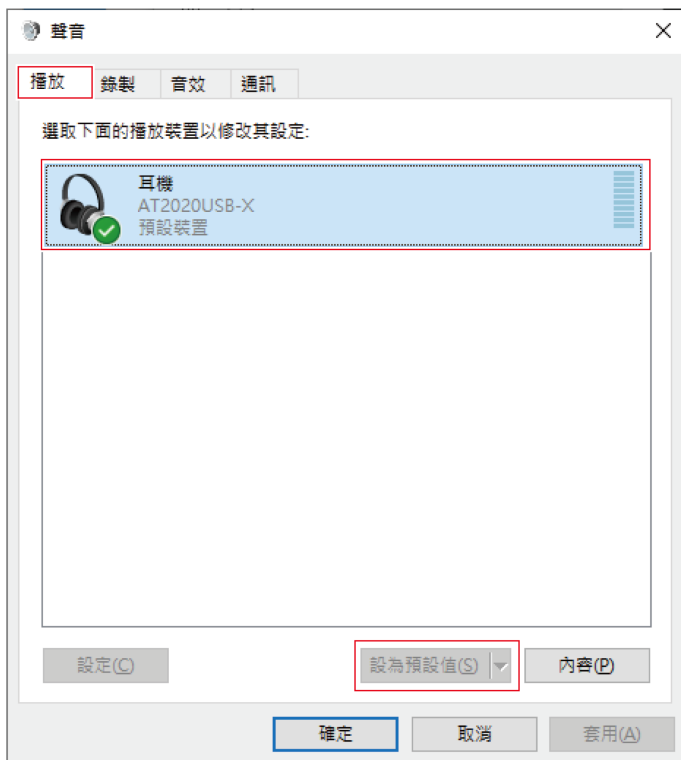 聲音
播放
錄製
音效
通訊
選取下面的播放裝置以修改其設定:
耳機
AT2020USB-X
預設裝置
設定(C)
設為預設值(S)
內容(P)
確定
取消
套用(A)